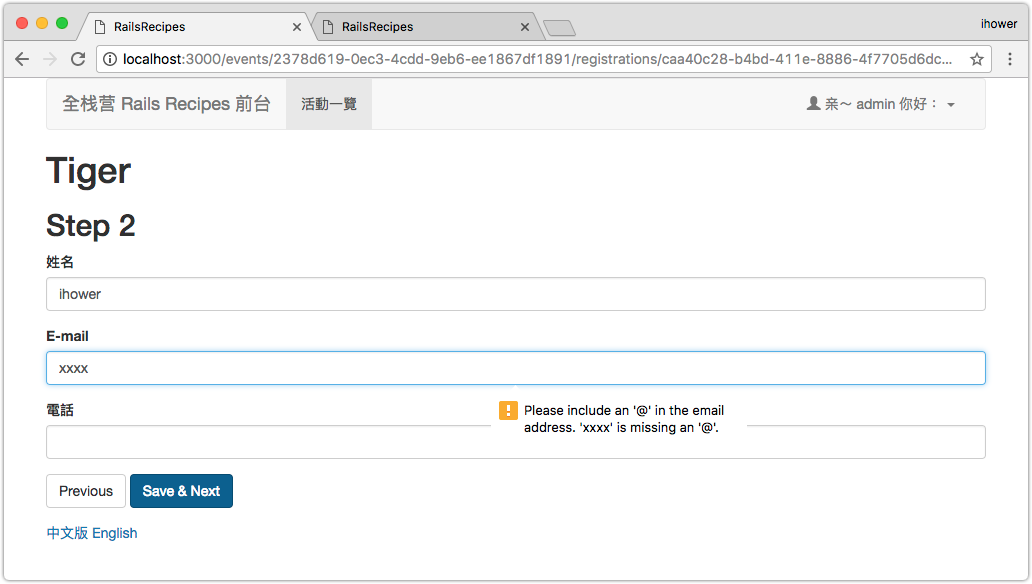 RailsRecipes
RailsRecipes
ihower
localhost:3000/events/2378d619-0ec3-4cdd-9eb6-ee1867df1891/registrations/caa40c28-b4bd-411e-8886-4f7705d6dc...
全栈营 Rails Recipes 前台
活動一覽
亲～ admin 你好：
Tiger
Step 2
姓名
ihower
E-mail
xxxx
電話
Please include an '@' in the email
address. 'xxxx' is missing an '@'.
Previous
Save & Next
中文版 English